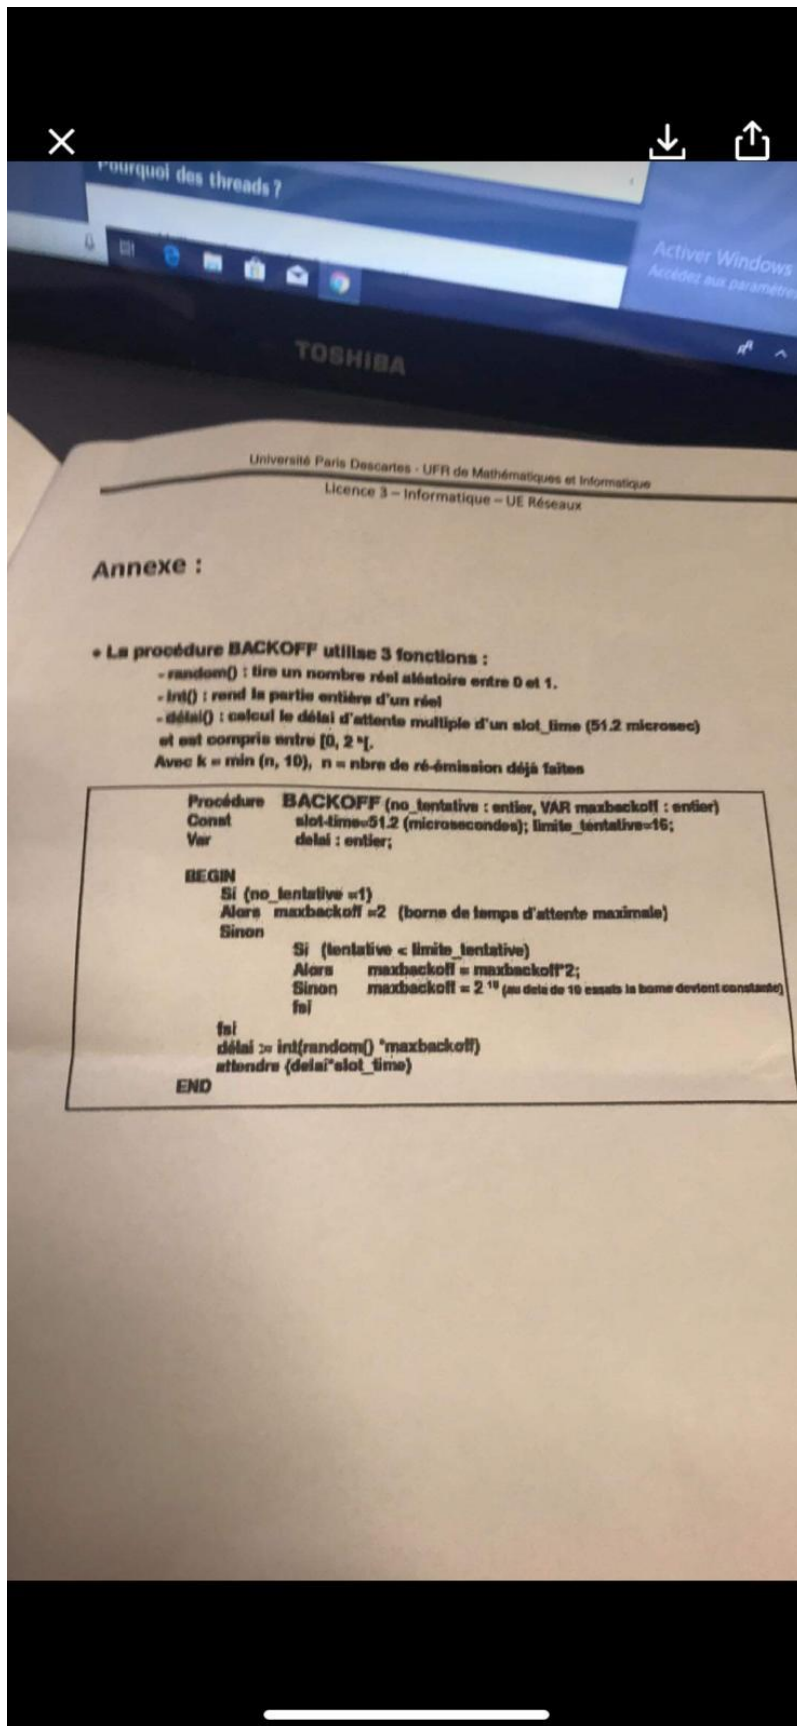 Pourquoi des threads ?
Activer Windows
Accédez aux paramètres
TOSHIBA
Université Paris Descartes - UFR de Mathématiques et Informatique
Licence 3 – Informatique – UE Réseaux
Annexe :
• La procédure BACKOFF utilise 3 fonctions :
- random() : tire un nombre réel aléatoire entre 0 et 1.
- int() : rend la partie entière d'un réel
- délai() : calcul le délai d'attente multiple d'un slot_time (51.2 microsec)
et est compris entre [0, 2 ᵏ[.
Avec k = min (n, 10), n = nbre de ré-émission déjà faites
Procédure BACKOFF (no_tentative : entier, VAR maxbackoff : entier)
Const slot-time=51.2 (microsecondes); limite_tentative=16;
Var delai : entier;
BEGIN
Si (no_tentative =1)
Alors maxbackoff =2 (borne de temps d'attente maximale)
Sinon
Si (tentative < limite_tentative)
Alors maxbackoff = maxbackoff*2;
Sinon maxbackoff = 2 ¹⁰ (au dela de 10 essais la borne devient constante)
fsi
fsi
délai := int(random() *maxbackoff)
attendre (delai*slot_time)
END